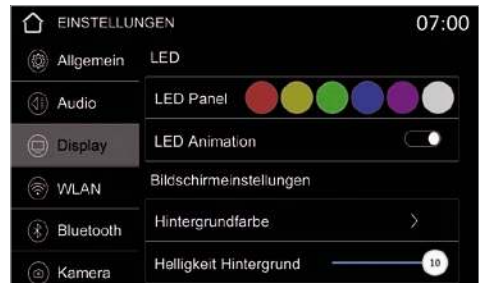 EINSTELLUNGEN 07:00
Allgemein
Audio
Display
WLAN
Bluetooth
Kamera
LED
LED Panel
LED Animation
Bildschirmeinstellungen
Hintergrundfarbe
Helligkeit Hintergrund 10